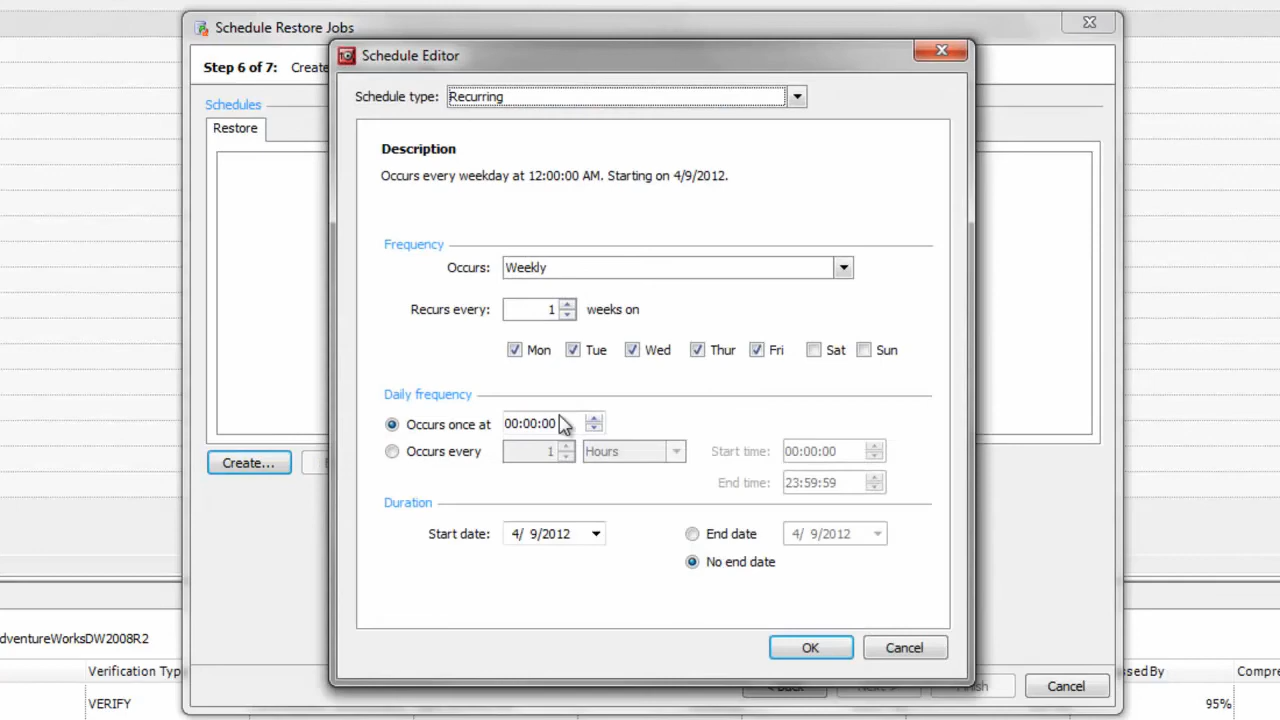 Schedule Restore Jobs
Schedule Editor
Step 6 of 7: Create
Schedule type: Recurring
Schedules
Restore
Description
Occurs every weekday at 12:00:00 AM. Starting on 4/9/2012.
Frequency
Occurs: Weekly
Recurs every: 1 weeks on
Mon Tue Wed Thur Fri Sat Sun
Daily frequency
Occurs once at 00:00:00
Occurs every 1 Hours Start time: 00:00:00
Create...
End time: 23:59:59
Duration
Start date: 4/ 9/2012 End date 4/ 9/2012
No end date
dventureWorksDW2008R2
OK Cancel
Verification Typ ssedBy Compre
Cancel
VERIFY 95%